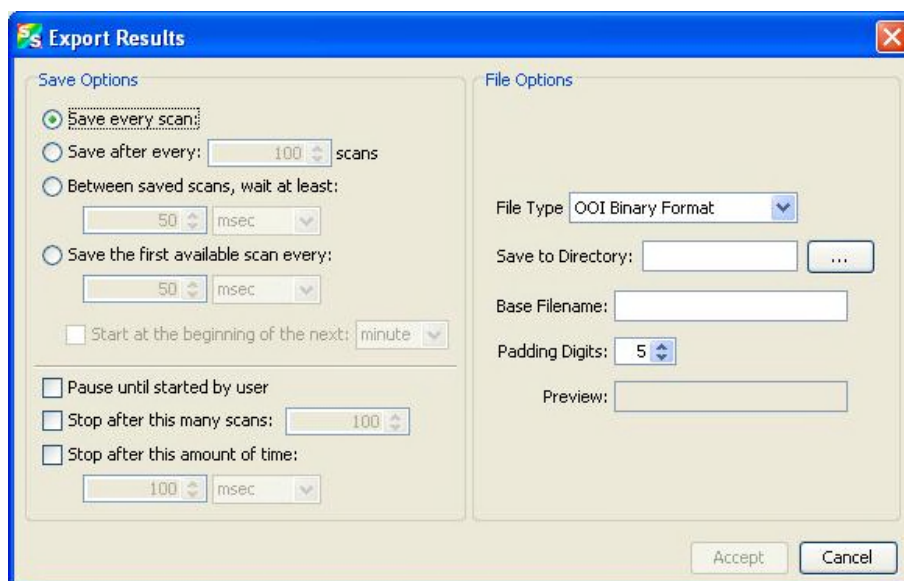 Export Results
Save Options
Save every scan:
Save after every: 100 scans
Between saved scans, wait at least:
50 msec
Save the first available scan every:
50 msec
Start at the beginning of the next: minute
Pause until started by user
Stop after this many scans: 100
Stop after this amount of time:
100 msec
File Options
File Type OOI Binary Format
Save to Directory: ...
Base Filename:
Padding Digits: 5
Preview:
Accept Cancel